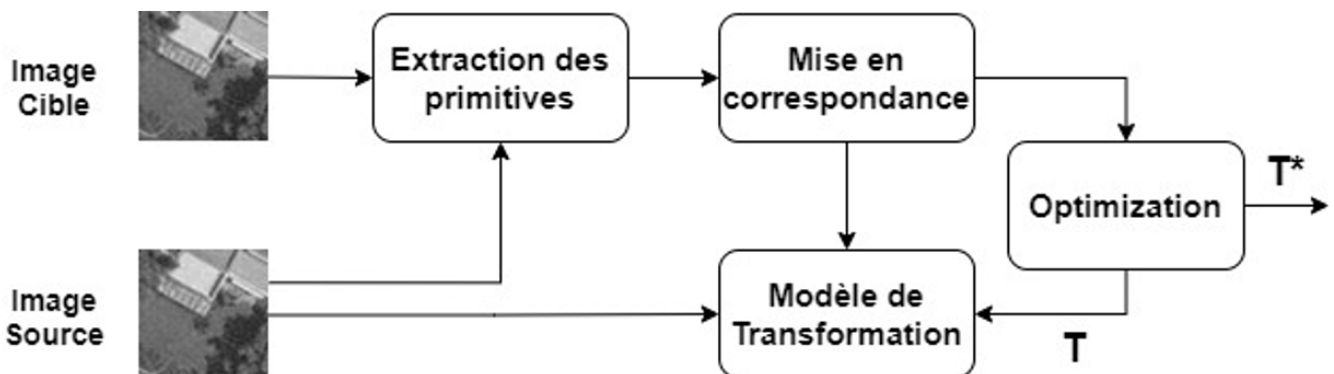 Image
Cible
Extraction des
primitives
Mise en
correspondance
Optimization
T*
Image
Source
Modèle de
Transformation
T